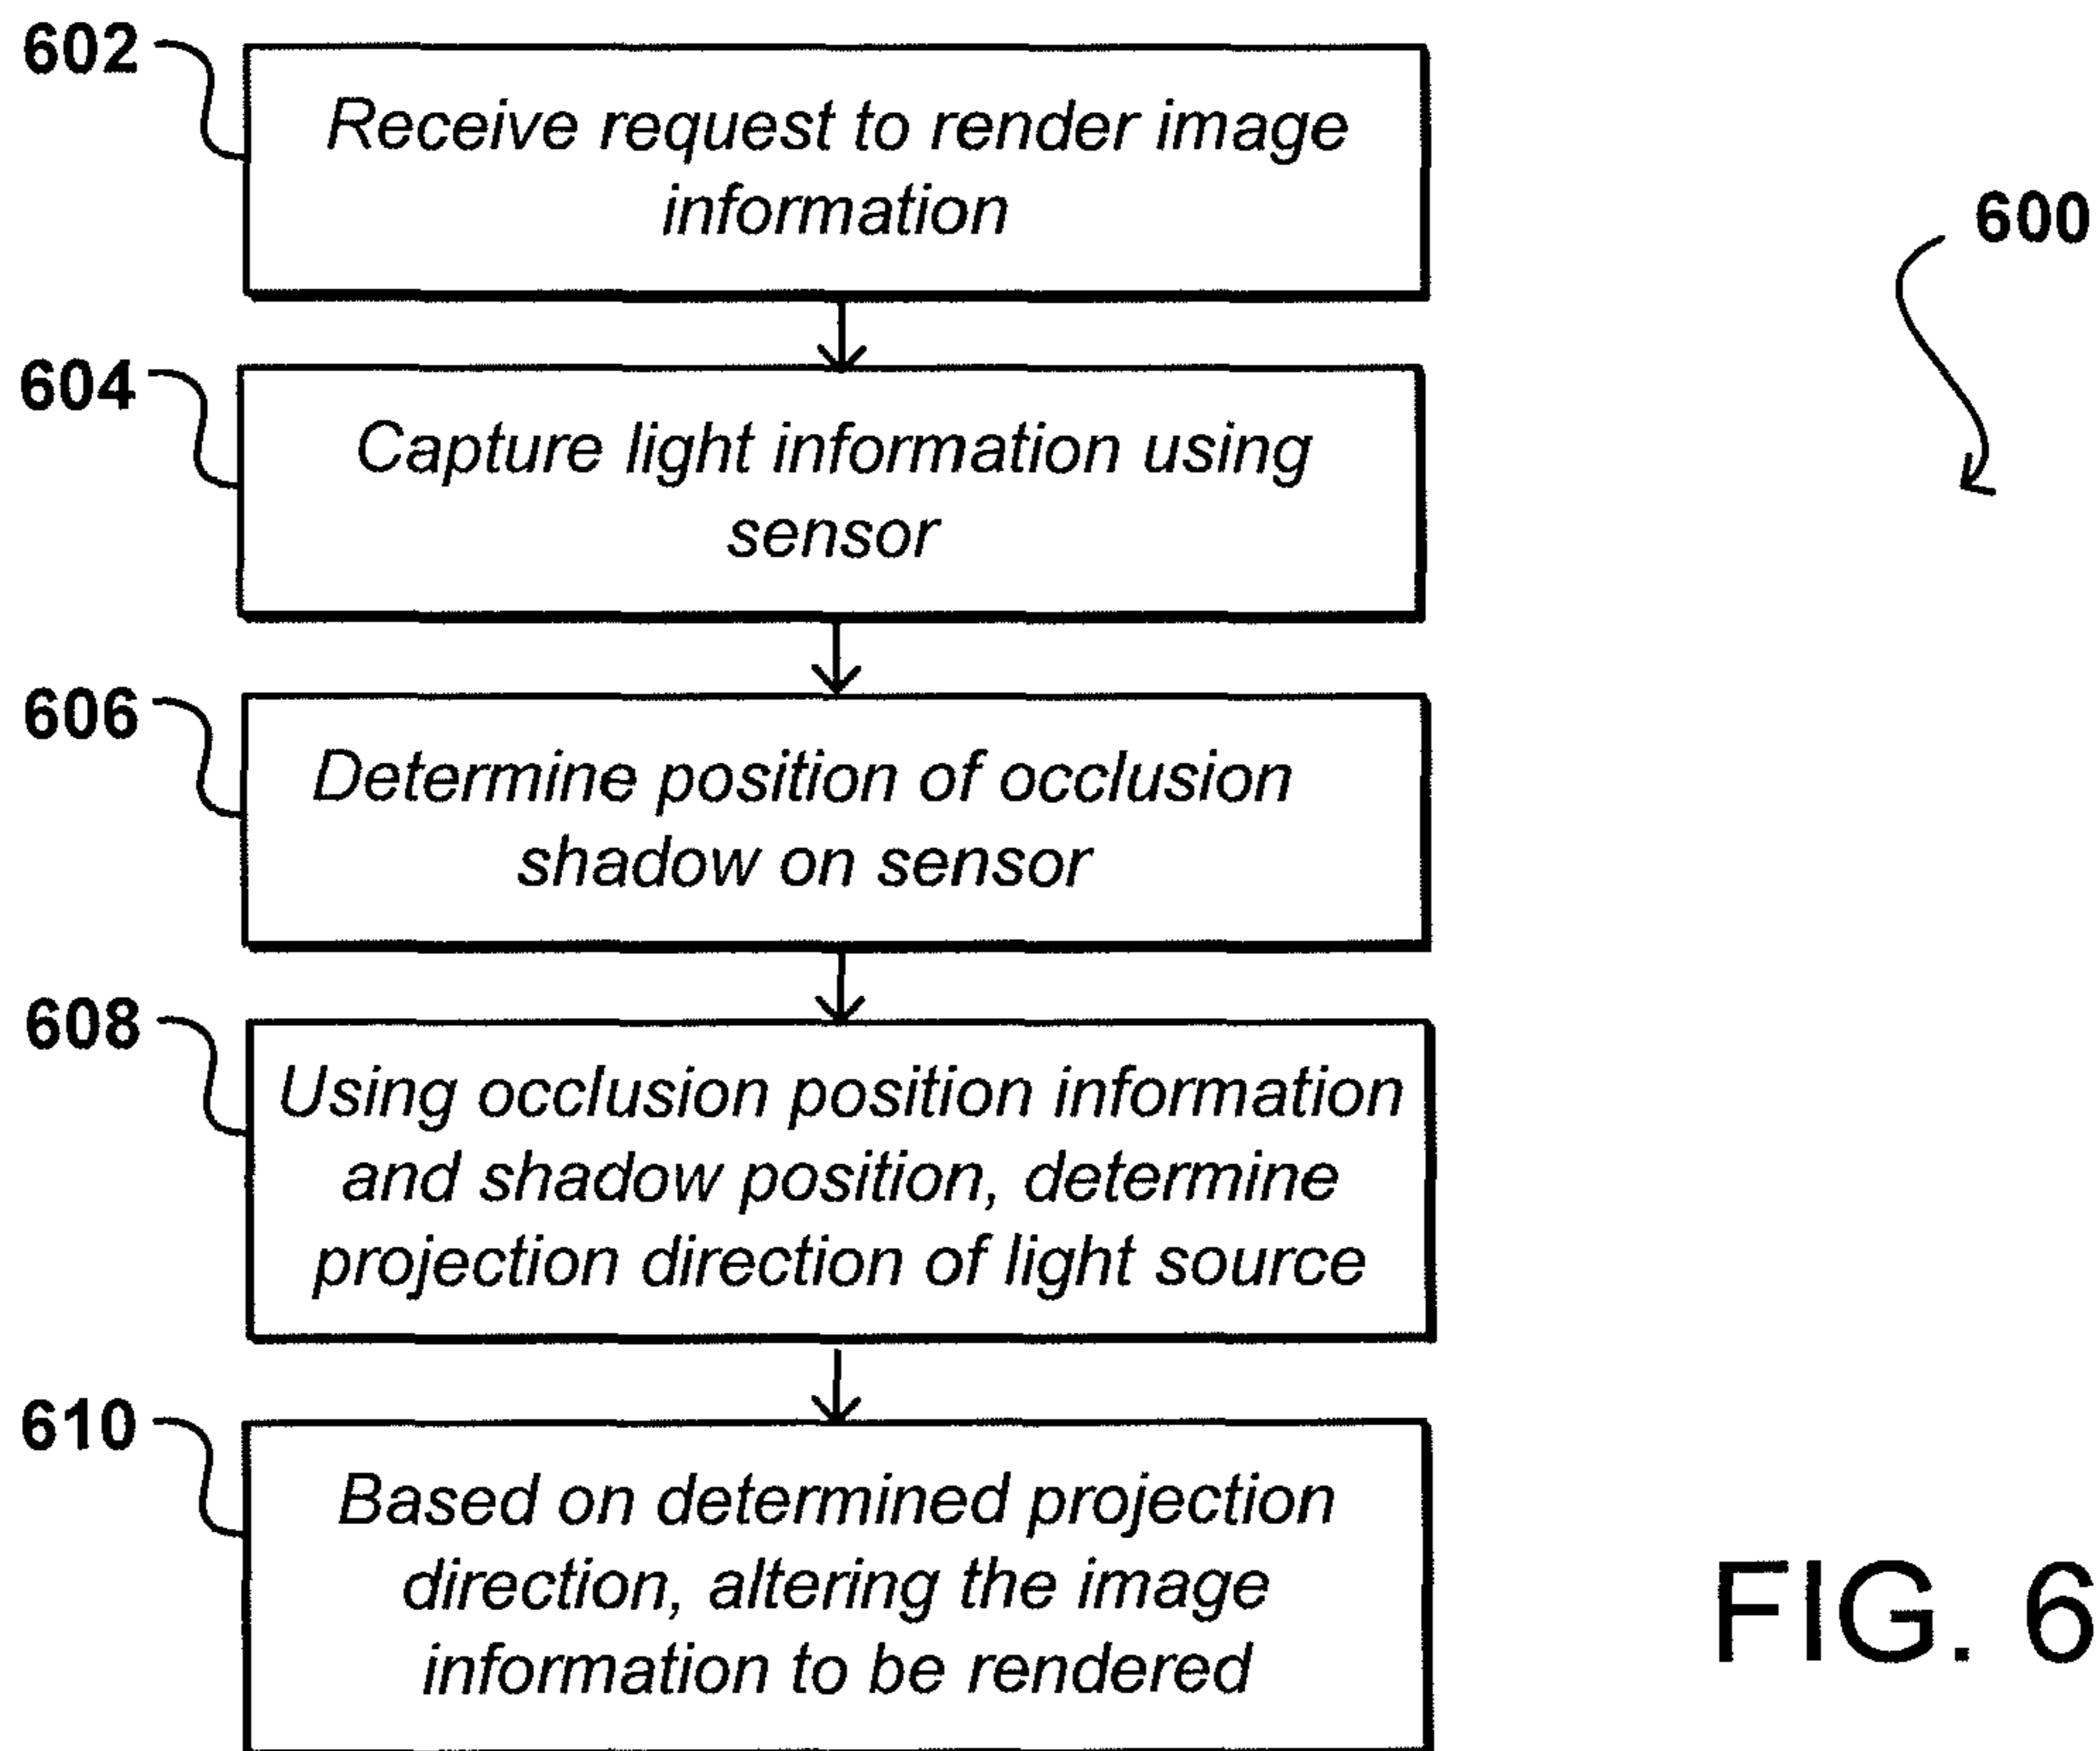 602
Receive request to render image
information
600
604
Capture light information using
sensor
606
Determine position of occlusion
shadow on sensor
608
Using occlusion position information
and shadow position, determine
projection direction of light source
610
Based on determined projection
direction, altering the image
information to be rendered
FIG. 6